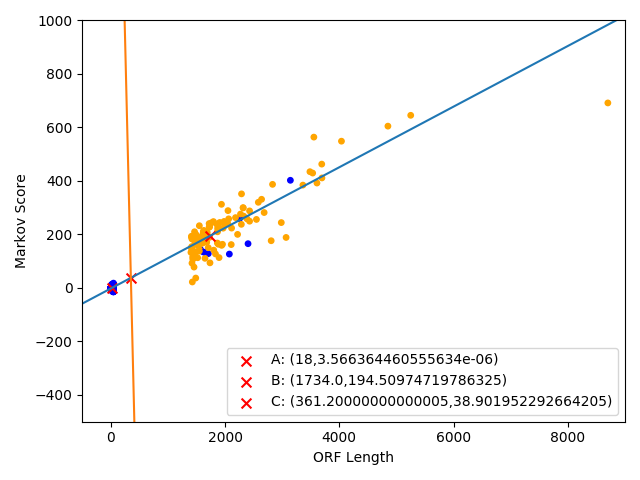 1000
800
600
400
200
0
−200
−400
Markov Score
0
2000
4000
6000
8000
ORF Length
A: (18,3.566364460555634e-06)
B: (1734.0,194.50974719786325)
C: (361.20000000000005,38.901952292664205)